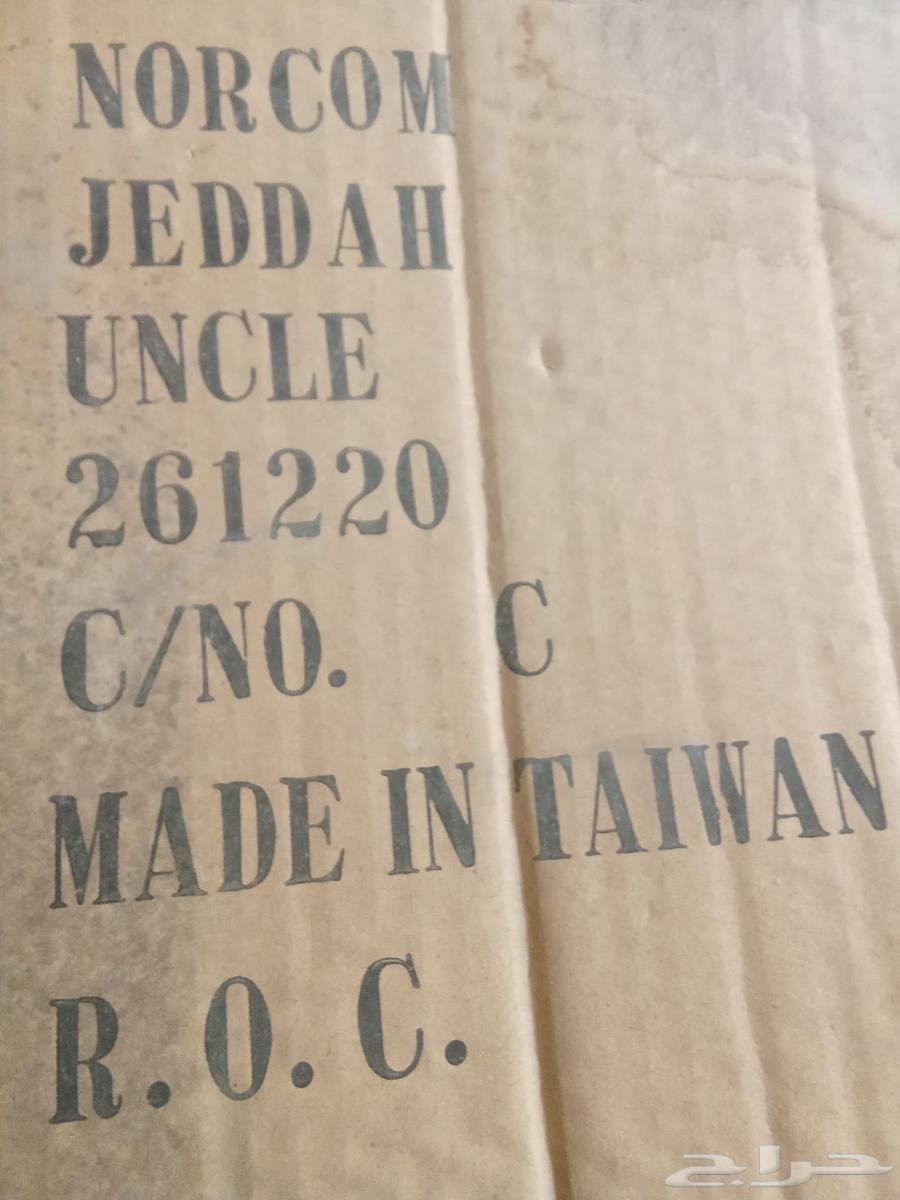 NORCOM
JEDDAH
UNCLE
261220
C/NO. C
MADE IN TAIWAN
R.O.C.
حراج